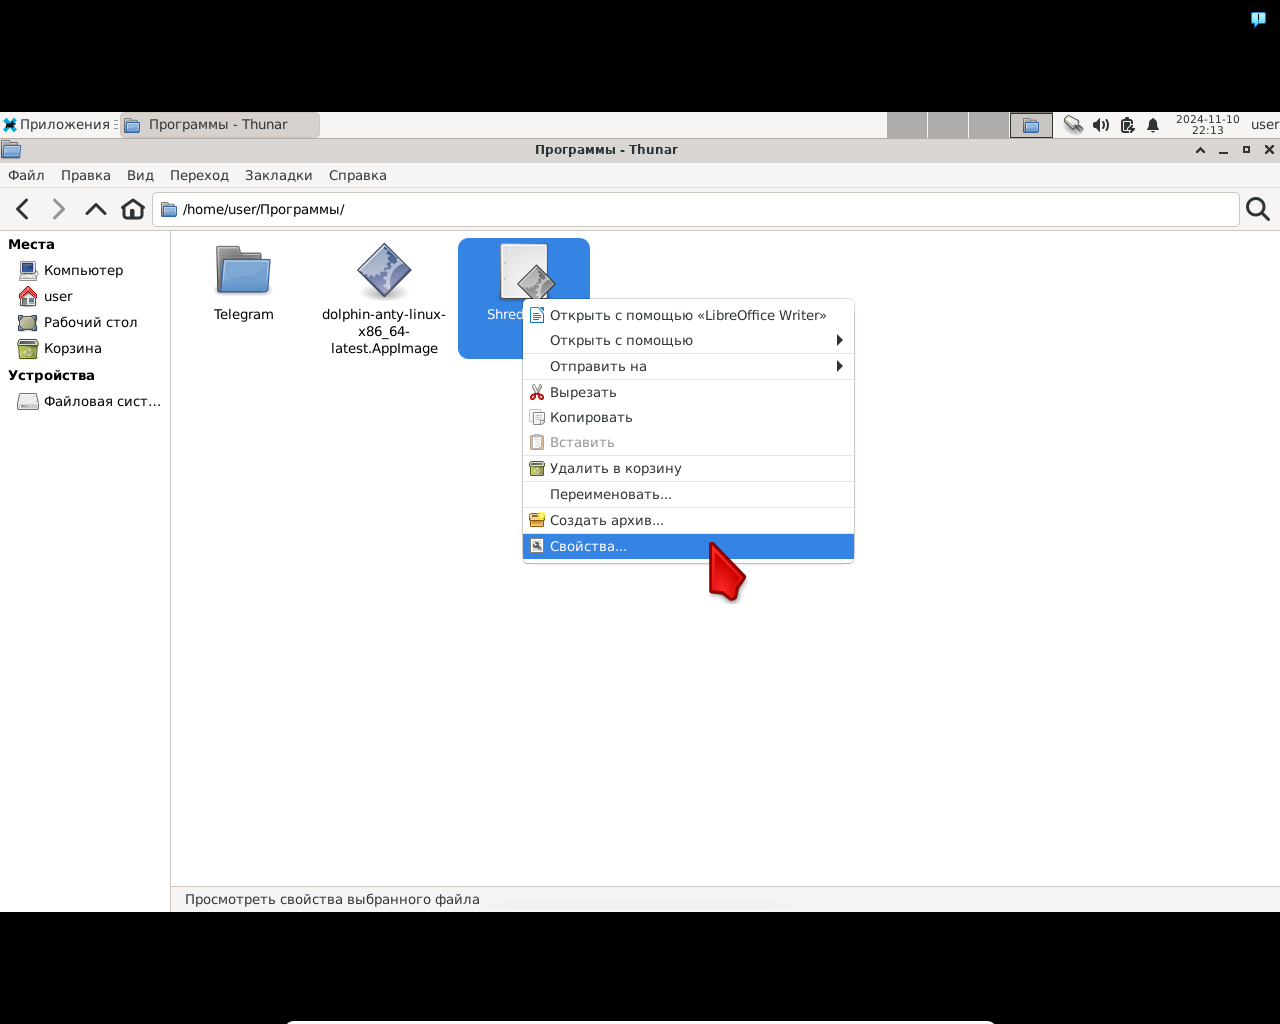 Приложения
Программы - Thunar
2024-11-10
22:13
user
Программы - Thunar
Файл Правка Вид Переход Закладки Справка
/home/user/Программы/
Места
Компьютер
user
Рабочий стол
Корзина
Устройства
Файловая сист...
Telegram
dolphin-anty-linux-
x86_64-
latest.AppImage
Открыть с помощью «LibreOffice Writer»
Открыть с помощью
Отправить на
Вырезать
Копировать
Вставить
Удалить в корзину
Переименовать...
Создать архив...
Свойства...
Просмотреть свойства выбранного файла